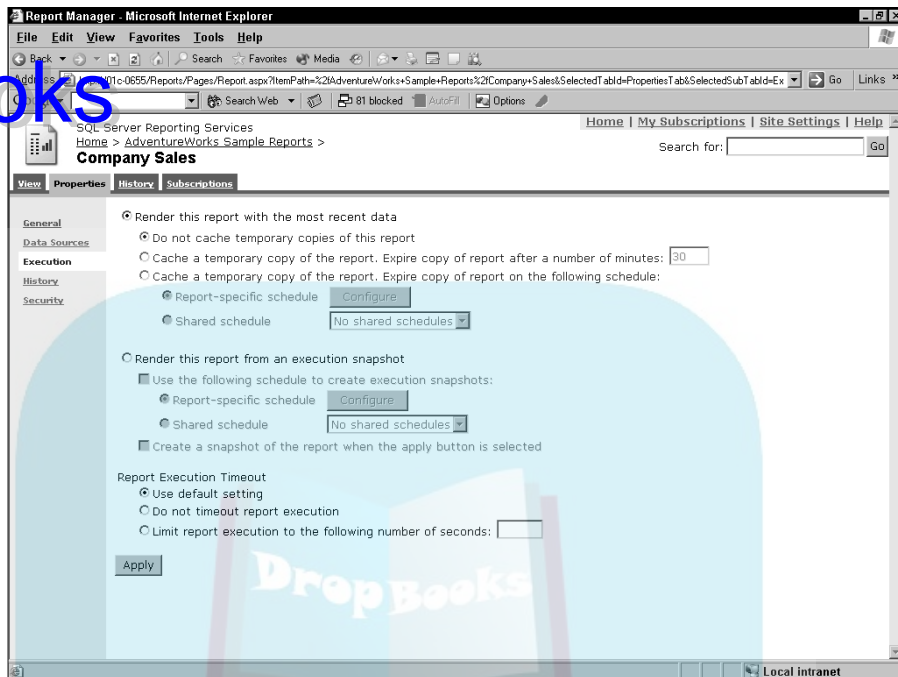 Report Manager - Microsoft Internet Explorer
File Edit View Favorites Tools Help
Back Search Favorites Media
01c-0655/Reports/Pages/Report.aspx?ItemPath=%2fAdventureWorks+Sample+Reports%2fCompany+Sales&SelectedTabId=PropertiesTab&SelectedSubTabId=Ex Go Links »
oks
Search Web 81 blocked AutoFill Options
SQL Server Reporting Services
Home | My Subscriptions | Site Settings | Help
Home > AdventureWorks Sample Reports >
Search for: Go
Company Sales
View Properties History Subscriptions
General
Data Sources
Execution
History
Security
Render this report with the most recent data
Do not cache temporary copies of this report
Cache a temporary copy of the report. Expire copy of report after a number of minutes: 30
Cache a temporary copy of the report. Expire copy of report on the following schedule:
Report-specific schedule Configure
Shared schedule No shared schedules
Render this report from an execution snapshot
Use the following schedule to create execution snapshots:
Report-specific schedule Configure
Shared schedule No shared schedules
Create a snapshot of the report when the apply button is selected
Report Execution Timeout
Use default setting
Do not timeout report execution
Limit report execution to the following number of seconds:
Apply
DropBooks
Local intranet